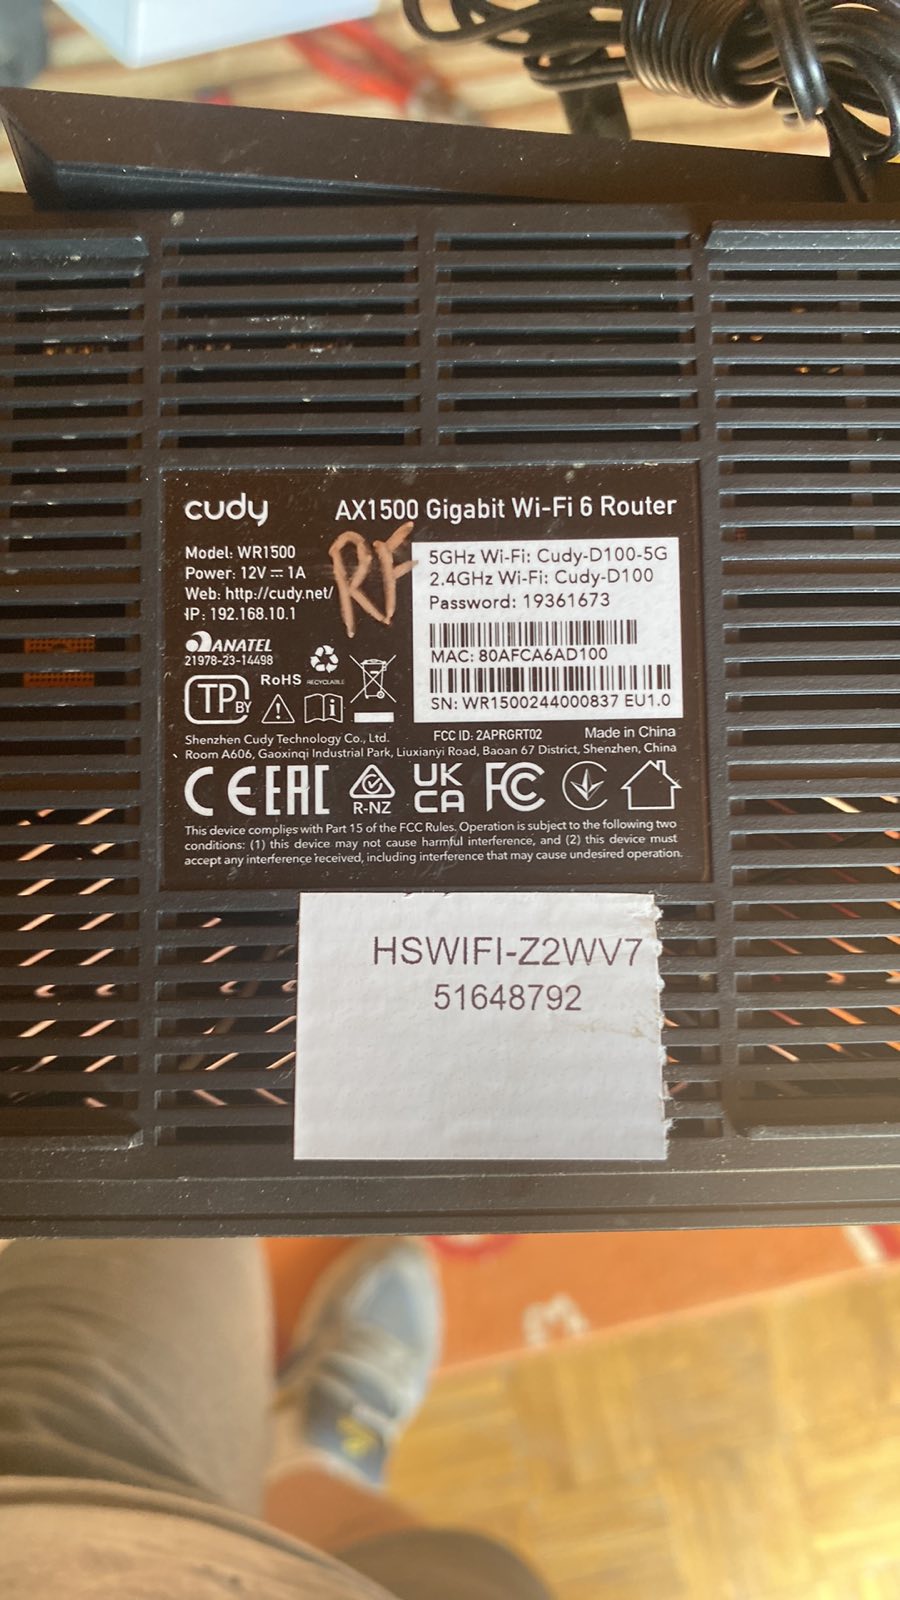 cudy AX1500 Gigabit Wi-Fi 6 Router
Model: WR1500
Power: 12V ⎓ 1A
Web: http://cudy.net/
IP: 192.168.10.1
RF
5GHz Wi-Fi: Cudy-D100-5G
2.4GHz Wi-Fi: Cudy-D100
Password: 19361673
MAC: 80AFCA6AD100
SN: WR1500244000837 EU1.0
ANATEL
21978-23-14498
RoHS
RECYCLABLE
TP BY
Shenzhen Cudy Technology Co., Ltd. FCC ID: 2APRGRT02 Made in China
Room A606, Gaoxinqi Industrial Park, Liuxianyi Road, Baoan 67 District, Shenzhen, China
CE EAC R-NZ UK CA FC
This device complies with Part 15 of the FCC Rules. Operation is subject to the following two
conditions: (1) this device may not cause harmful interference, and (2) this device must
accept any interference received, including interference that may cause undesired operation.
HSWIFI-Z2WV7
51648792